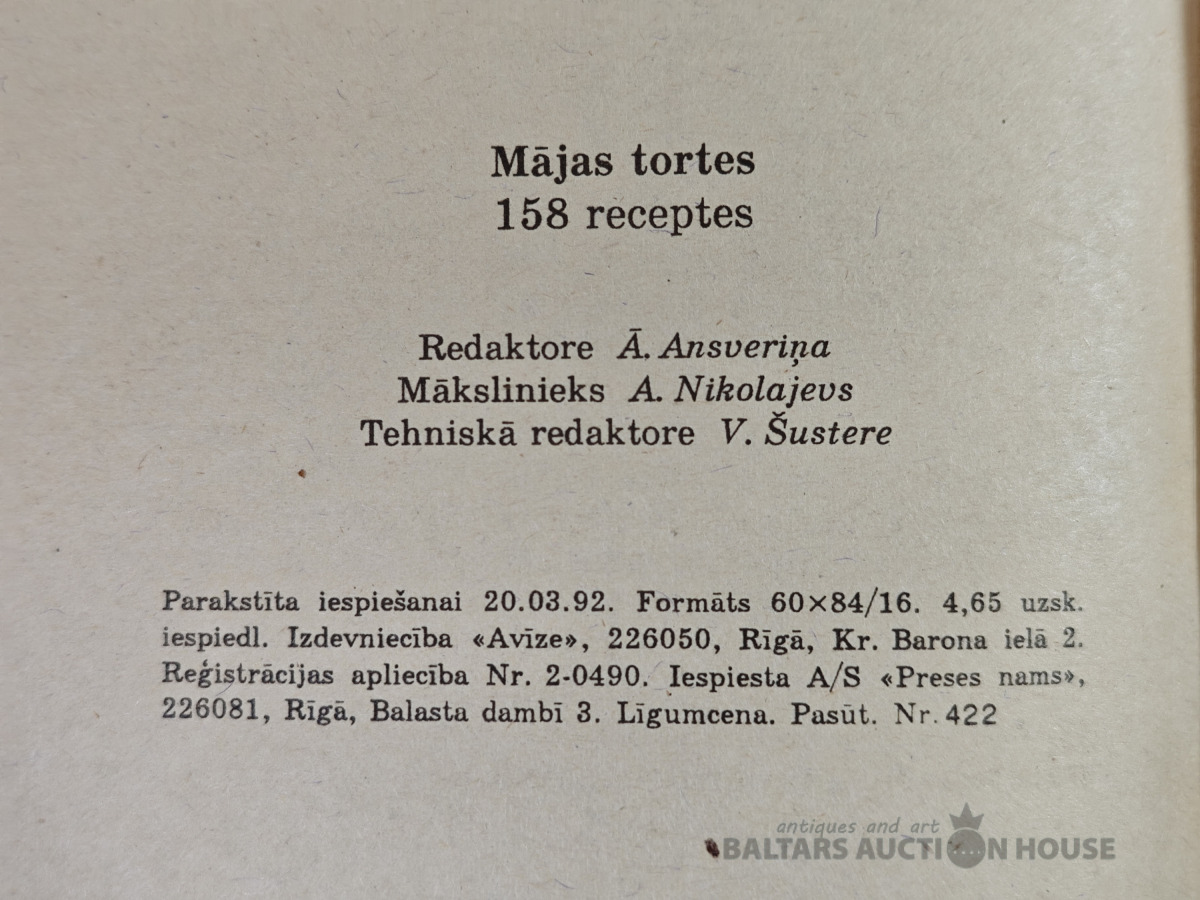 Mājas tortes
158 receptes
Redaktore Ā. Ansveriņa
Mākslinieks A. Nikolajevs
Tehniskā redaktore V. Šustere
Parakstīta iespiešanai 20.03.92. Formāts 60×84/16. 4,65 uzsk.
iespiedl. Izdevniecība «Avīze», 226050, Rīgā, Kr. Barona ielā 2.
Reģistrācijas apliecība Nr. 2-0490. Iespiesta A/S «Preses nams»,
226081, Rīgā, Balasta dambī 3. Līgumcena. Pasūt. Nr. 422
antiques and art
BALTARS AUCTION HOUSE